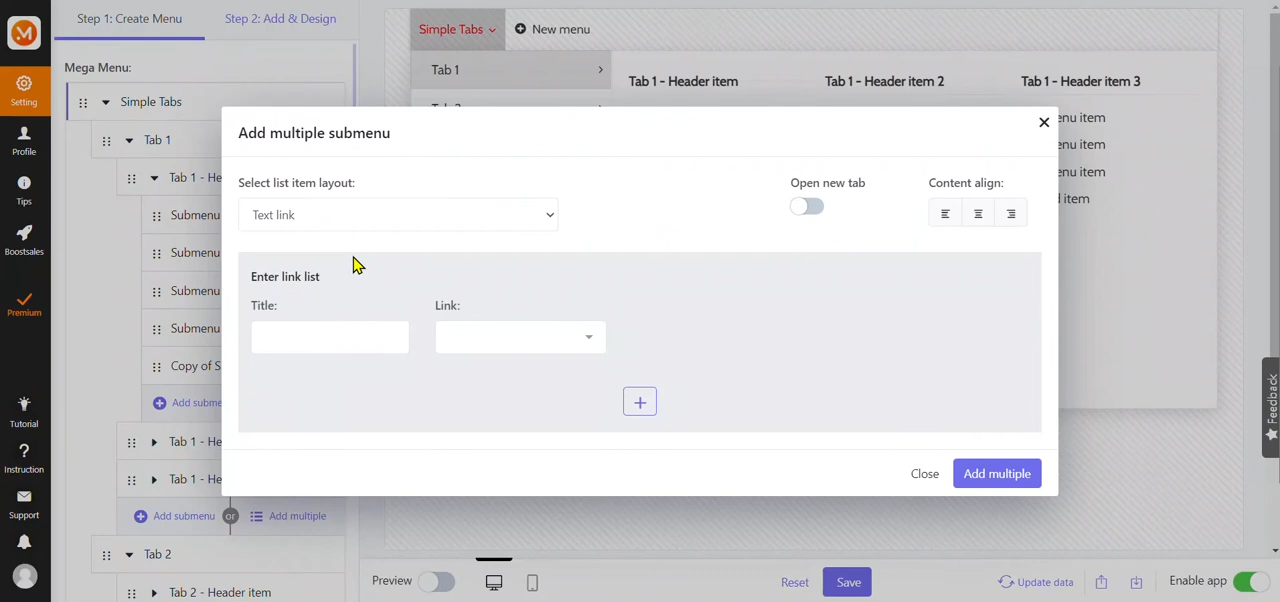 Step 1: Create Menu
Step 2: Add & Design
Setting
Profile
Tips
Boostsales
Premium
Tutorial
Instruction
Support
Mega Menu:
Simple Tabs
Tab 1
Tab 1 - He
Submenu
Submenu
Submenu
Submenu
Copy of S
Add subme
Tab 1 - He
Tab 1 - He
Add submenu or Add multiple
Tab 2
Tab 2 - Header item
Simple Tabs
New menu
Tab 1
Tab 1 - Header item
Tab 1 - Header item 2
Tab 1 - Header item 3
enu item
enu item
enu item
item
Add multiple submenu
Select list item layout:
Text link
Open new tab
Content align:
Enter link list
Title:
Link:
Close
Add multiple
Feedback
Preview
Reset
Save
Update data
Enable app